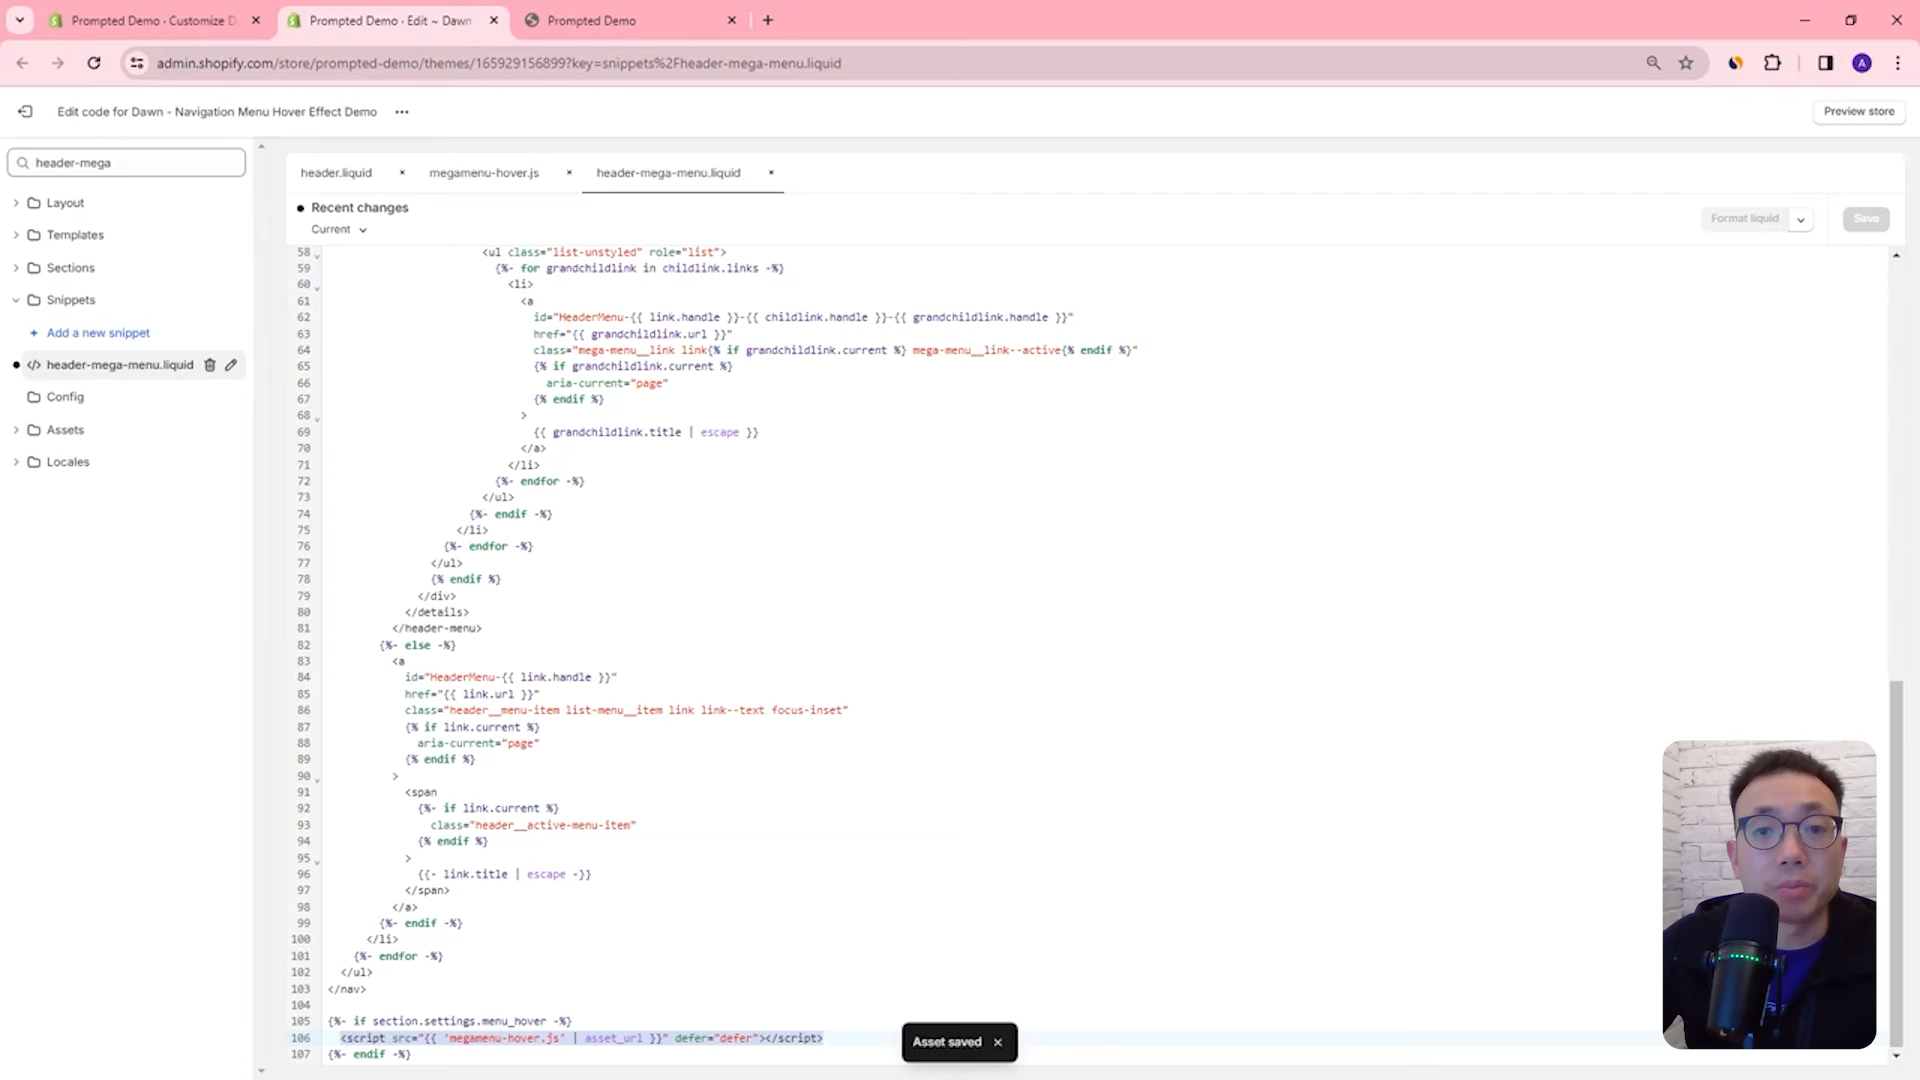 Prompted Demo · Customize D
Prompted Demo · Edit ~ Dawn
Prompted Demo
admin.shopify.com/store/prompted-demo/themes/165929156899?key=snippets%2Fheader-mega-menu.liquid
A
Edit code for Dawn - Navigation Menu Hover Effect Demo
Preview store
header-mega
Layout
Templates
Sections
Snippets
+ Add a new snippet
header-mega-menu.liquid
Config
Assets
Locales
header.liquid
megamenu-hover.js
header-mega-menu.liquid
Recent changes
Current
Format liquid
Save
58 <ul class="list-unstyled" role="list">
59 {%- for grandchildlink in childlink.links -%}
60 <li>
61 <a
62 id="HeaderMenu-{{ link.handle }}-{{ childlink.handle }}-{{ grandchildlink.handle }}"
63 href="{{ grandchildlink.url }}"
64 class="mega-menu__link link{% if grandchildlink.current %} mega-menu__link--active{% endif %}"
65 {% if grandchildlink.current %}
66 aria-current="page"
67 {% endif %}
68 >
69 {{ grandchildlink.title | escape }}
70 </a>
71 </li>
72 {%- endfor -%}
73 </ul>
74 {%- endif -%}
75 </li>
76 {%- endfor -%}
77 </ul>
78 {% endif %}
79 </div>
80 </details>
81 </header-menu>
82 {%- else -%}
83 <a
84 id="HeaderMenu-{{ link.handle }}"
85 href="{{ link.url }}"
86 class="header__menu-item list-menu__item link link--text focus-inset"
87 {% if link.current %}
88 aria-current="page"
89 {% endif %}
90 >
91 <span
92 {%- if link.current %}
93 class="header__active-menu-item"
94 {% endif %}
95 >
96 {{- link.title | escape -}}
97 </span>
98 </a>
99 {%- endif -%}
100 </li>
101 {%- endfor -%}
102 </ul>
103 </nav>
104
105 {%- if section.settings.menu_hover -%}
106 <script src="{{ 'megamenu-hover.js' | asset_url }}" defer="defer"></script>
107 {%- endif -%}
Asset saved